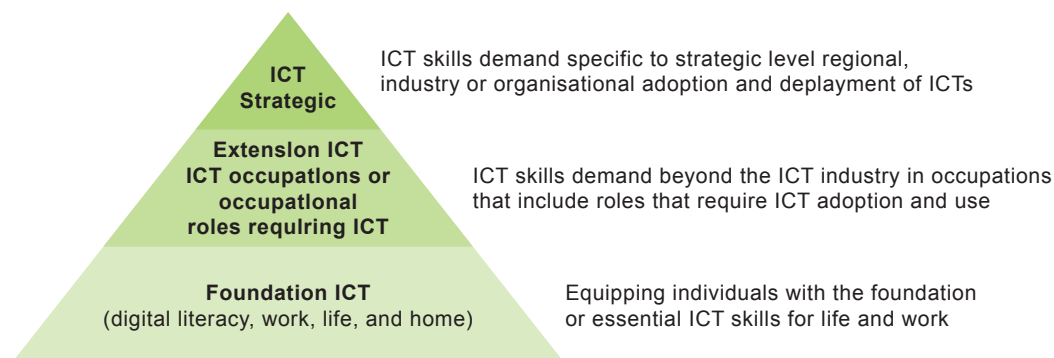 ICT
Strategic
ICT skills demand specific to strategic level regional,
industry or organisational adoption and deplayment of ICTs
Extenslon ICT
ICT occupatlons or
occupatlonal
roles requlrlng ICT
ICT skills demand beyond the ICT industry in occupations
that include roles that require ICT adoption and use
Foundation ICT
(digital literacy, work, life, and home)
Equipping individuals with the foundation
or essential ICT skills for life and work